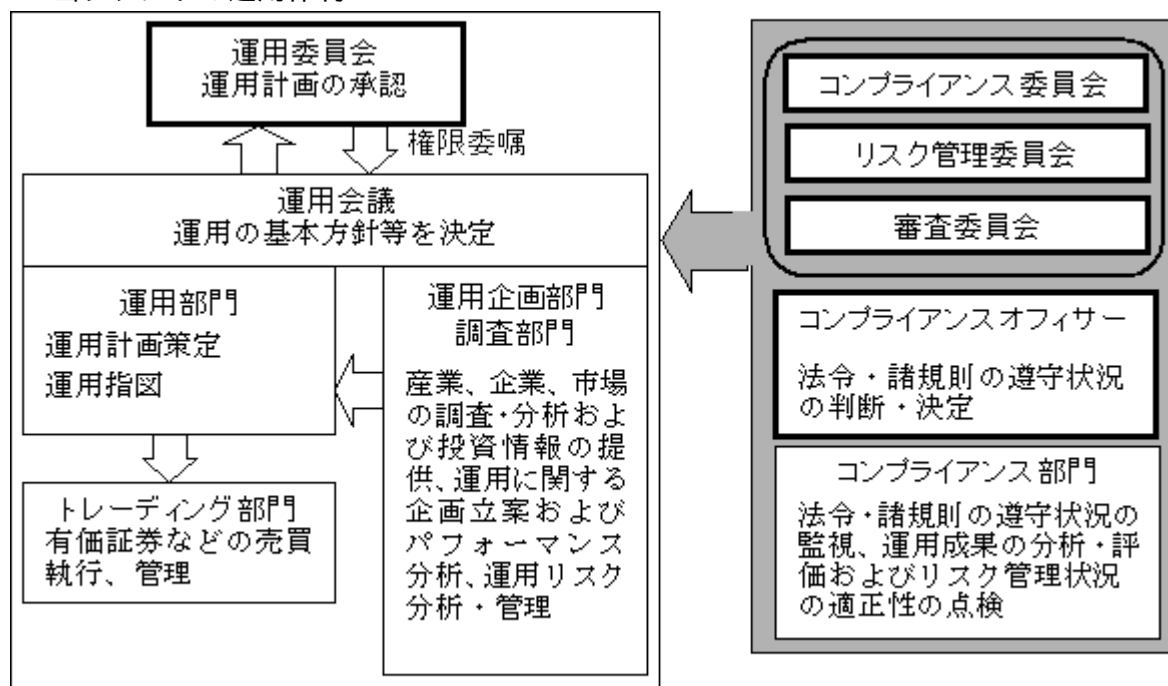 運用委員会
運用計画の承認
権限委嘱
運用会議
運用の基本方針等を決定
運用部門
運用計画策定
運用指図
運用企画部門
調査部門
産業、企業、市場
の調査・分析およ
び投資情報の提
供、運用に関する
企画立案および
パフォーマンス
分析、運用リスク
分析・管理
トレーディング部門
有価証券などの売買
執行、管理
コンプライアンス委員会
リスク管理委員会
審査委員会
コンプライアンスオフィサー
法令・諸規則の遵守状況
の判断・決定
コンプライアンス部門
法令・諸規則の遵守状況の
監視、運用成果の分析・評
価およびリスク管理状況
の適正性の点検